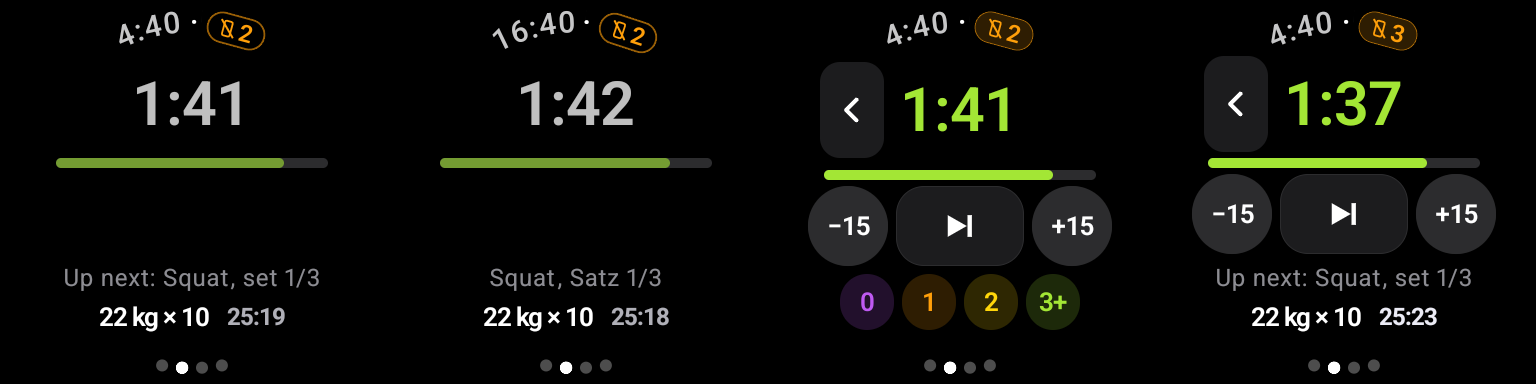 4:40 · 2
1:41
Up next: Squat, set 1/3
22 kg × 10 25:19
16:40 · 2
1:42
Squat, Satz 1/3
22 kg × 10 25:18
4:40 · 2
1:41
−15 +15
0 1 2 3+
4:40 · 3
1:37
−15 +15
Up next: Squat, set 1/3
22 kg × 10 25:23